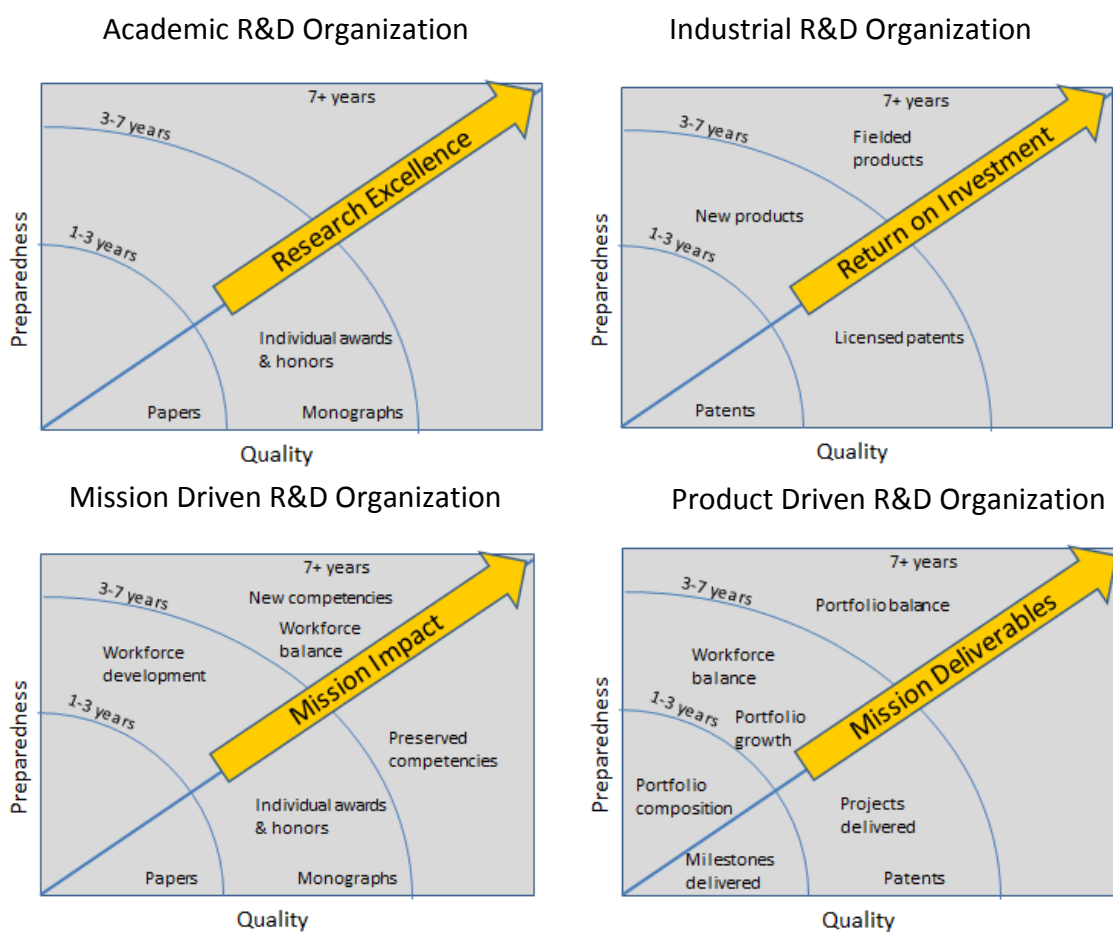 Academic R&D Organization
7+ years
3-7 years
1-3 years
Research Excellence
Individual awards
& honors
Papers
Monographs
Preparedness
Quality
Industrial R&D Organization
7+ years
3-7 years
Fielded
products
New products
1-3 years
Return on Investment
Licensed patents
Patents
Preparedness
Quality
Mission Driven R&D Organization
7+ years
3-7 years
New competencies
Workforce
balance
Workforce
development
1-3 years
Mission Impact
Preserved
competencies
Individual awards
& honors
Papers
Monographs
Preparedness
Quality
Product Driven R&D Organization
7+ years
3-7 years
Portfolio balance
Workforce
balance
1-3 years
Portfolio
growth
Mission Deliverables
Portfolio
composition
Projects
delivered
Milestones
delivered
Patents
Preparedness
Quality